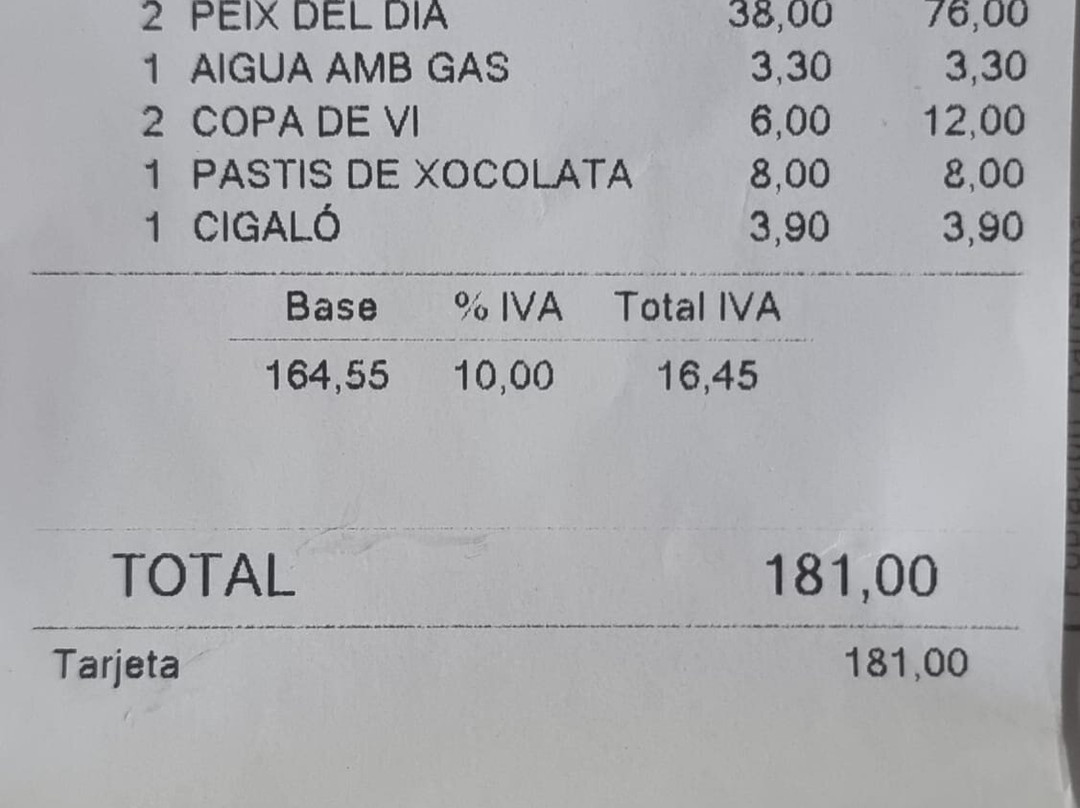 2 PEIX DEL DIA 38,00 76,00
1 AIGUA AMB GAS 3,30 3,30
2 COPA DE VI 6,00 12,00
1 PASTIS DE XOCOLATA 8,00 8,00
1 CIGALÓ 3,90 3,90
Base % IVA Total IVA
164,55 10,00 16,45
TOTAL 181,00
Tarjeta 181,00